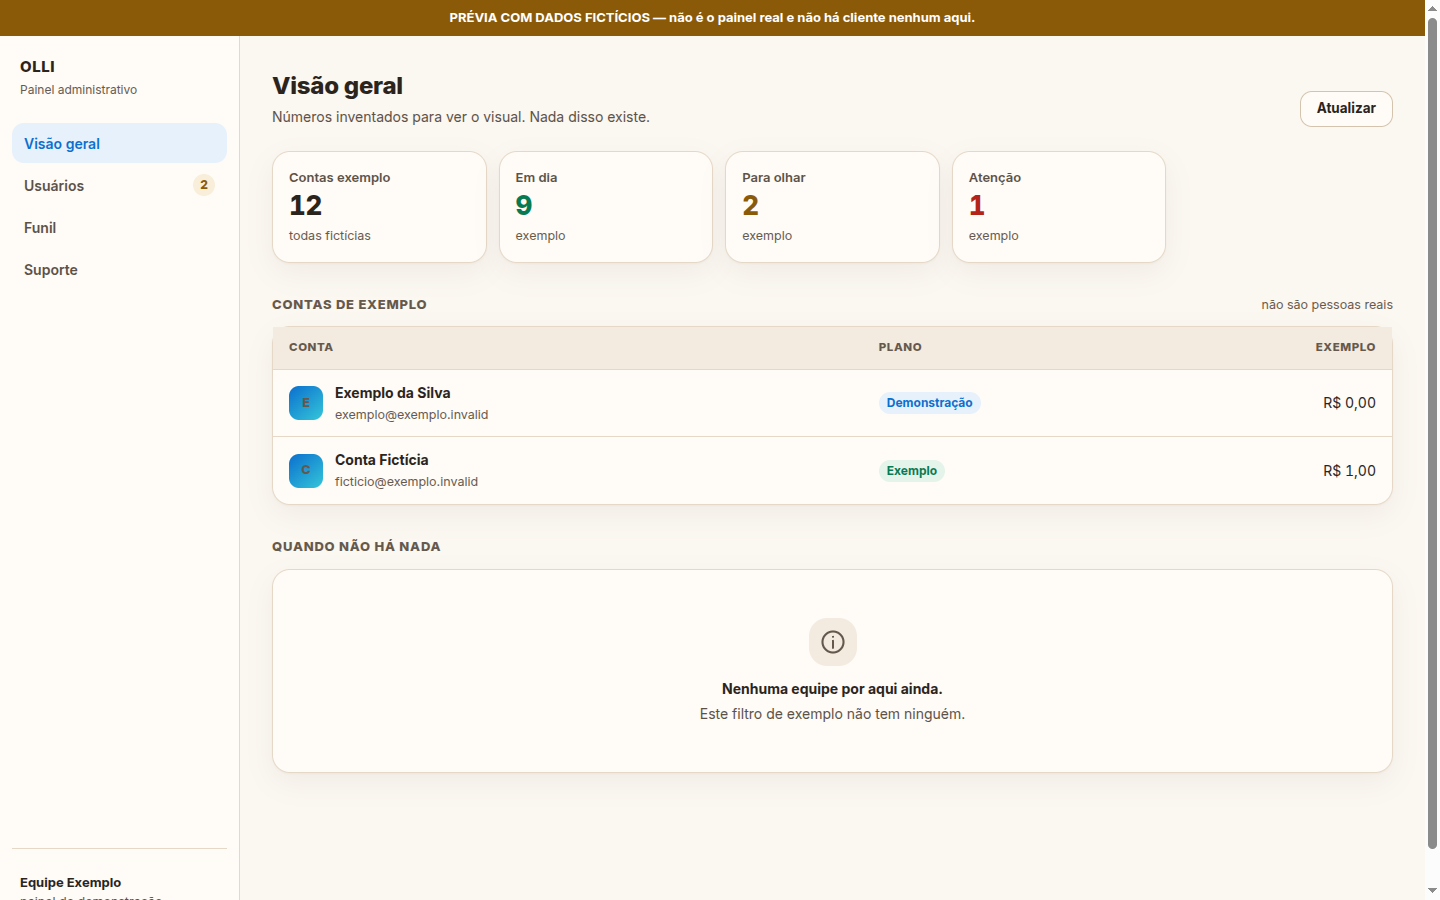 PRÉVIA COM DADOS FICTÍCIOS — não é o painel real e não há cliente nenhum aqui.
OLLI
Painel administrativo
Visão geral
Usuários 2
Funil
Suporte
Equipe Exemplo
Visão geral
Números inventados para ver o visual. Nada disso existe.
Atualizar
Contas exemplo
12
todas fictícias
Em dia
9
exemplo
Para olhar
2
exemplo
Atenção
1
exemplo
CONTAS DE EXEMPLO
não são pessoas reais
CONTA PLANO EXEMPLO
E
Exemplo da Silva
exemplo@exemplo.invalid
Demonstração
R$ 0,00
C
Conta Fictícia
ficticio@exemplo.invalid
Exemplo
R$ 1,00
QUANDO NÃO HÁ NADA
Nenhuma equipe por aqui ainda.
Este filtro de exemplo não tem ninguém.